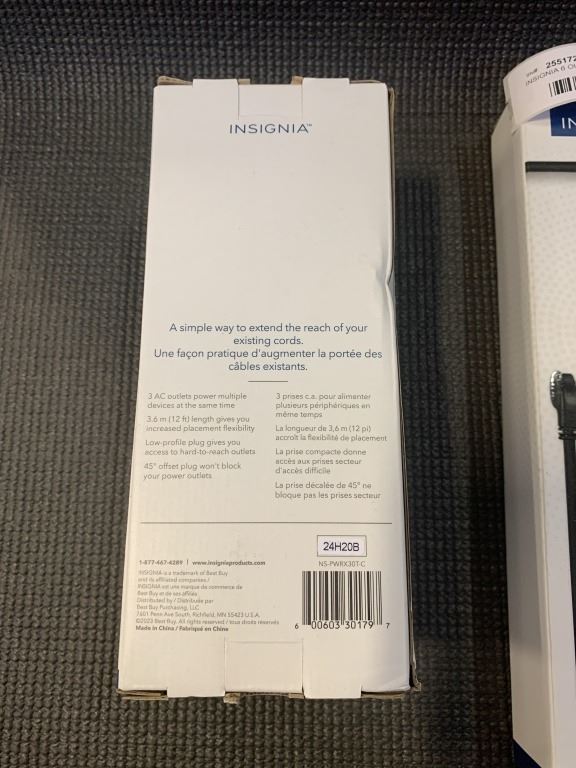 INSIGNIA™
A simple way to extend the reach of your
existing cords.
Une façon pratique d'augmenter la portée des
câbles existants.
3 AC outlets power multiple
devices at the same time
3.6 m (12 ft) length gives you
increased placement flexibility
Low-profile plug gives you
access to hard-to-reach outlets
45° offset plug won't block
your power outlets
3 prises c.a. pour alimenter
plusieurs périphériques en
même temps
La longueur de 3,6 m (12 pi)
accroît la flexibilité de placement
La prise compacte donne
accès aux prises secteur
d'accès difficile
La prise décalée de 45° ne
bloque pas les prises secteur
1-877-467-4289 | www.insigniaproducts.com
INSIGNIA is a trademark of Best Buy
and its affiliated companies./
INSIGNIA est une marque de commerce de
Best Buy et de ses affiliés.
Distributed by / Distribuée par
Best Buy Purchasing, LLC
7601 Penn Ave South, Richfield, MN 55423 U.S.A.
©2023 Best Buy. All rights reserved / tous droits réservés
Made in China / Fabriqué en Chine
24H20B
NS-PWRX30T-C
6 00603 30179 7
255172
INSIGNIA 6 OU
IN